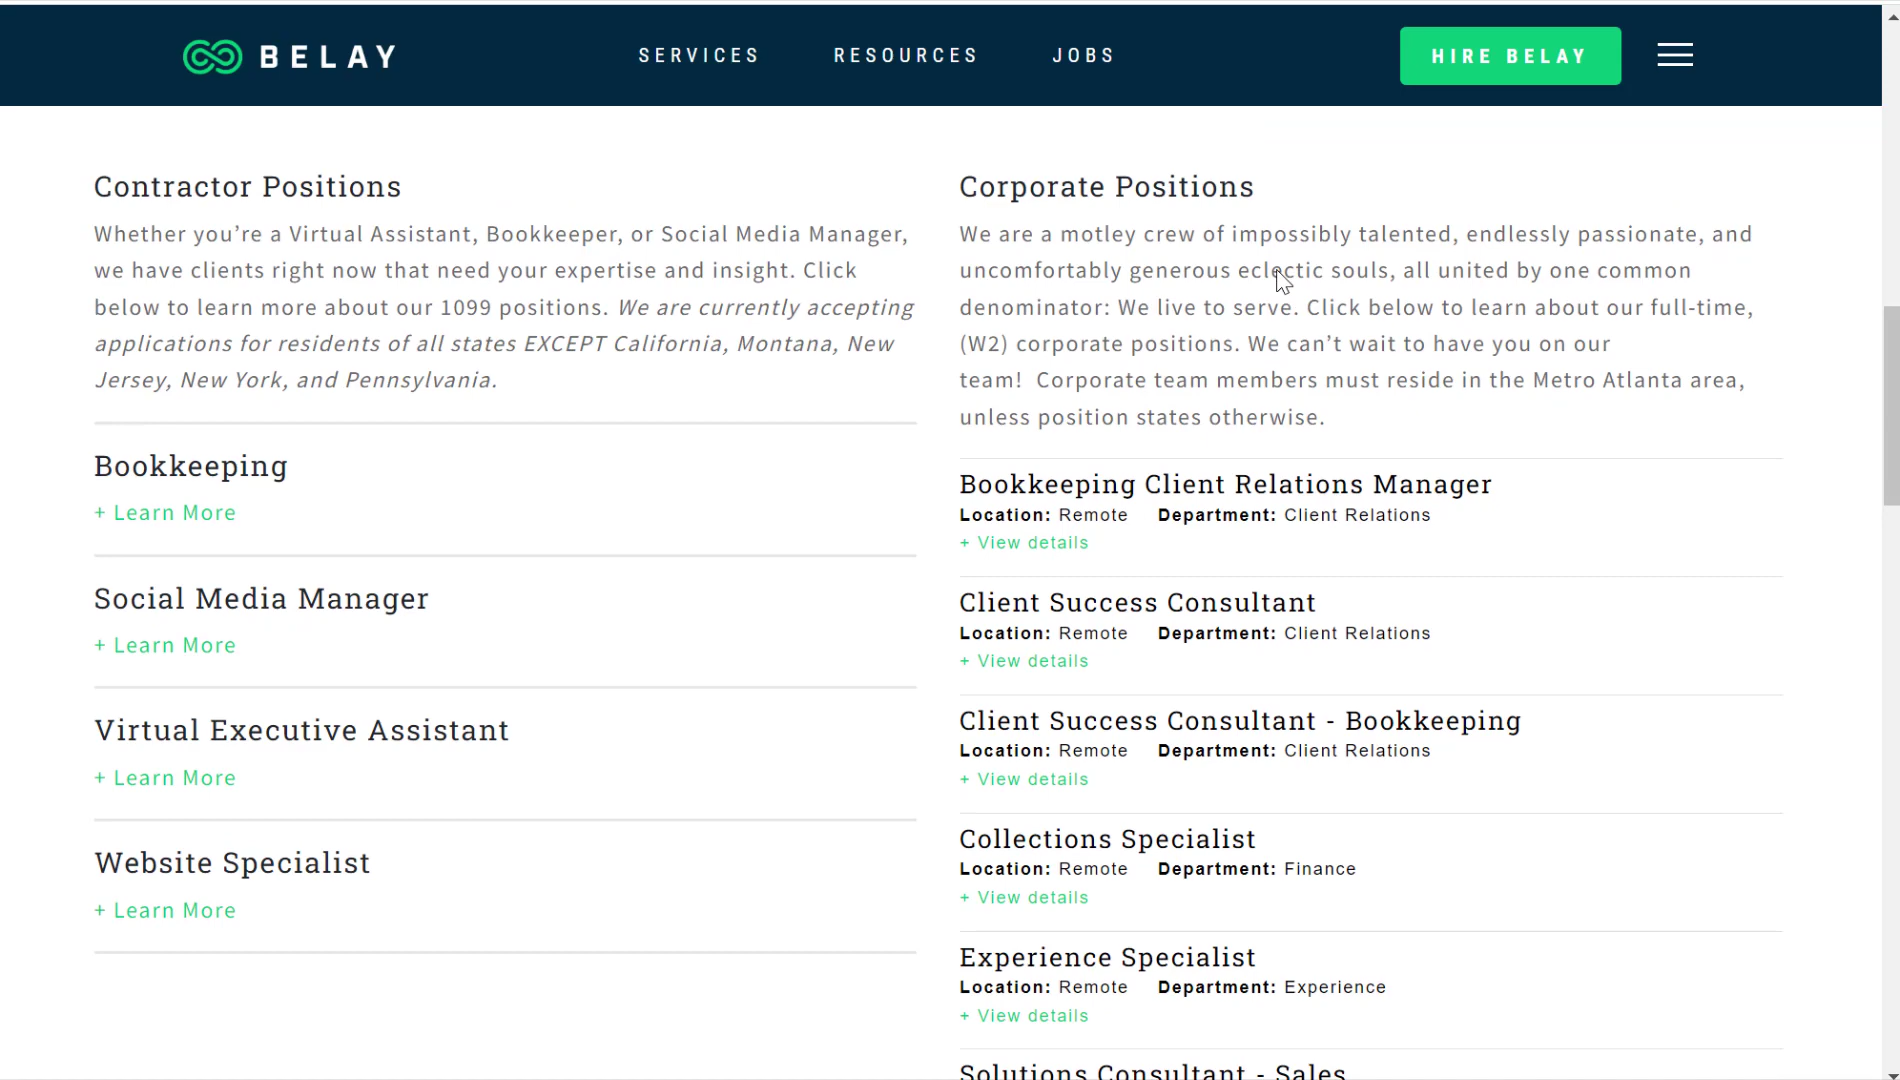 BELAY
SERVICES
RESOURCES
JOBS
HIRE BELAY
Contractor Positions
Whether you’re a Virtual Assistant, Bookkeeper, or Social Media Manager,
we have clients right now that need your expertise and insight. Click
below to learn more about our 1099 positions. We are currently accepting
applications for residents of all states EXCEPT California, Montana, New
Jersey, New York, and Pennsylvania.
Bookkeeping
+ Learn More
Social Media Manager
+ Learn More
Virtual Executive Assistant
+ Learn More
Website Specialist
+ Learn More
Corporate Positions
We are a motley crew of impossibly talented, endlessly passionate, and
uncomfortably generous eclectic souls, all united by one common
denominator: We live to serve. Click below to learn about our full-time,
(W2) corporate positions. We can’t wait to have you on our
team!  Corporate team members must reside in the Metro Atlanta area,
unless position states otherwise.
Bookkeeping Client Relations Manager
Location: Remote Department: Client Relations
+ View details
Client Success Consultant
Location: Remote Department: Client Relations
+ View details
Client Success Consultant - Bookkeeping
Location: Remote Department: Client Relations
+ View details
Collections Specialist
Location: Remote Department: Finance
+ View details
Experience Specialist
Location: Remote Department: Experience
+ View details
Solutions Consultant - Sales